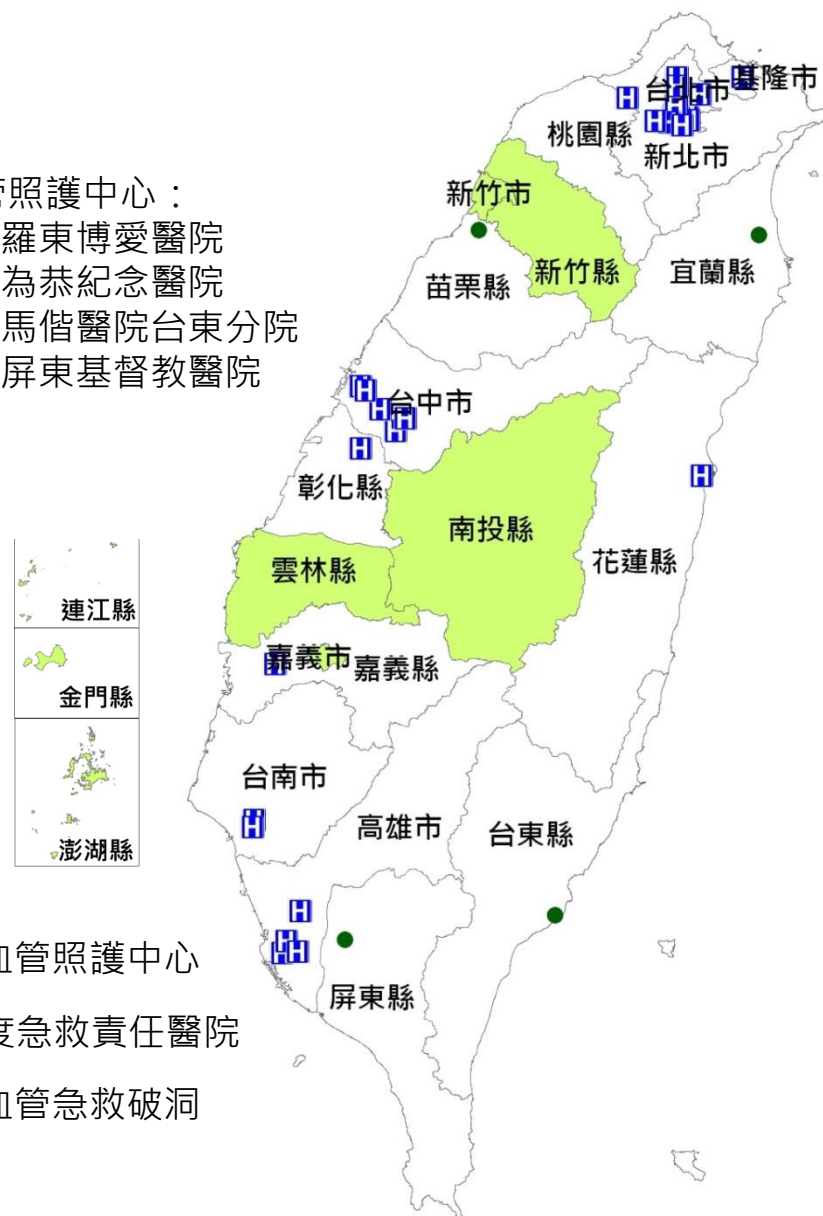 管照護中心：
羅東博愛醫院
為恭紀念醫院
馬偕醫院台東分院
屏東基督教醫院
基隆市
台北市
桃園縣
新北市
新竹市
新竹縣
宜蘭縣
苗栗縣
台中市
彰化縣
南投縣
花蓮縣
雲林縣
連江縣
嘉義市
嘉義縣
金門縣
台南市
高雄市
台東縣
澎湖縣
屏東縣
血管照護中心
度急救責任醫院
血管急救破洞